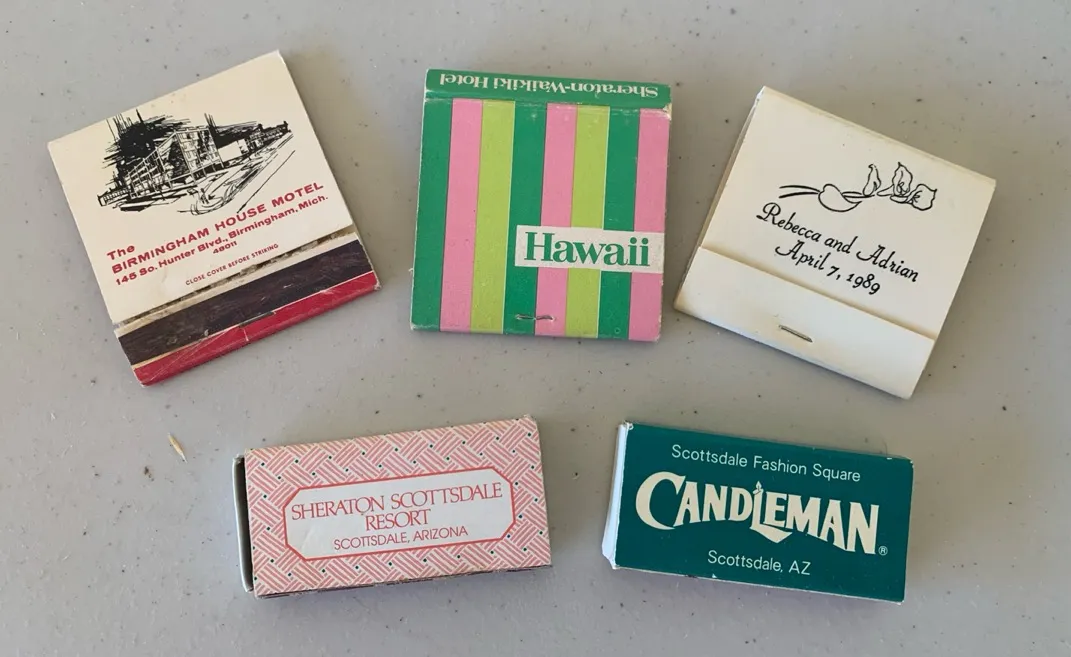 The
BIRMINGHAM HOUSE MOTEL
145 So. Hunter Blvd., Birmingham, Mich.
48011
CLOSE COVER BEFORE STRIKING
Sheraton-Waikiki Hotel
Hawaii
Rebecca and Adrian
April 7, 1989
SHERATON SCOTTSDALE
RESORT
SCOTTSDALE, ARIZONA
Scottsdale Fashion Square
CANDLEMAN®
Scottsdale, AZ